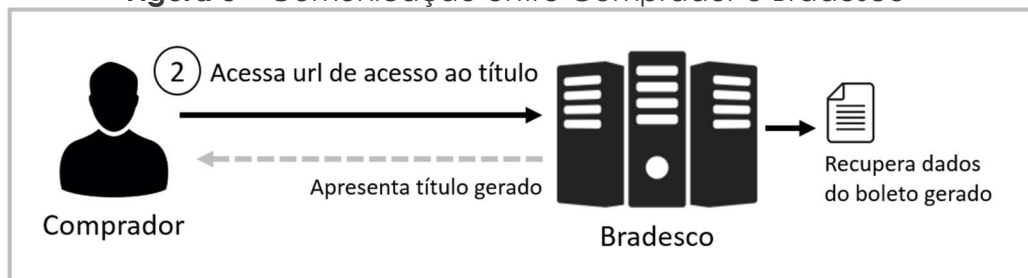 2 Acessa url de acesso ao título
Apresenta título gerado
Comprador
Bradesco
Recupera dados
do boleto gerado